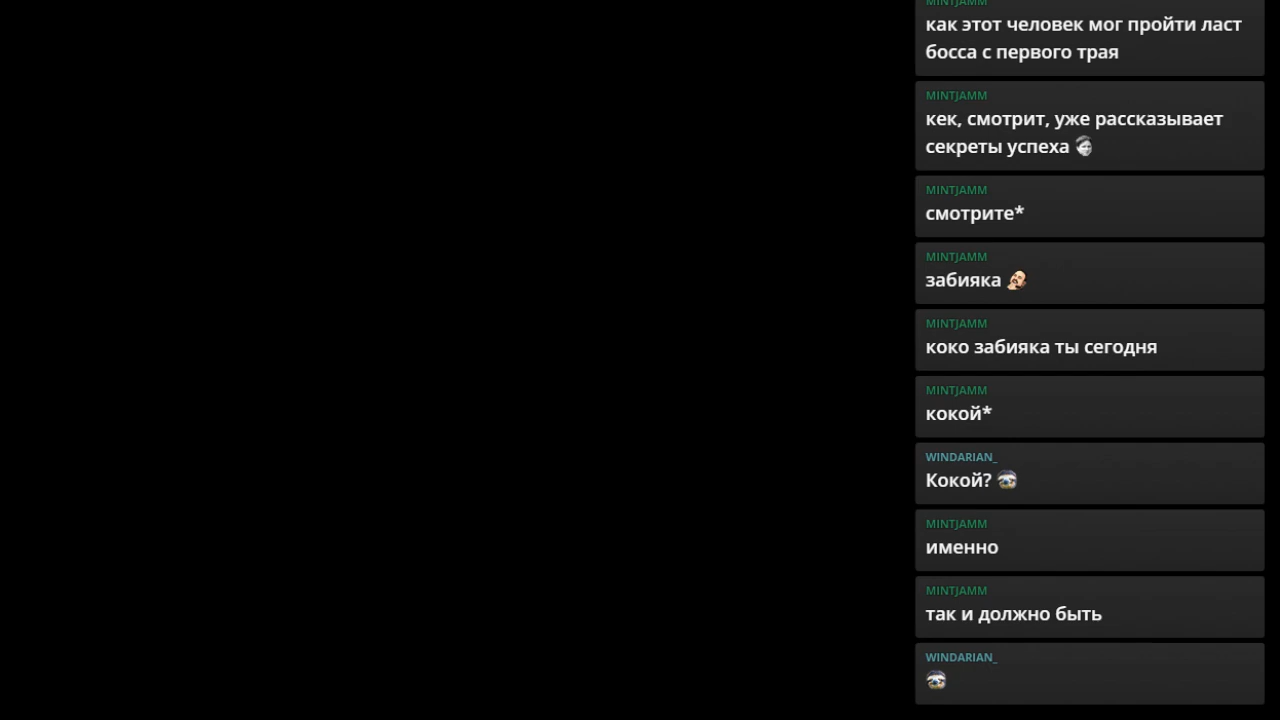 MINTJAMM
как этот человек мог пройти ласт
босса с первого трая
MINTJAMM
кек, смотрит, уже рассказывает
секреты успеха
MINTJAMM
смотрите*
MINTJAMM
забияка
MINTJAMM
коко забияка ты сегодня
MINTJAMM
кокой*
WINDARIAN_
Кокой?
MINTJAMM
именно
MINTJAMM
так и должно быть
WINDARIAN_